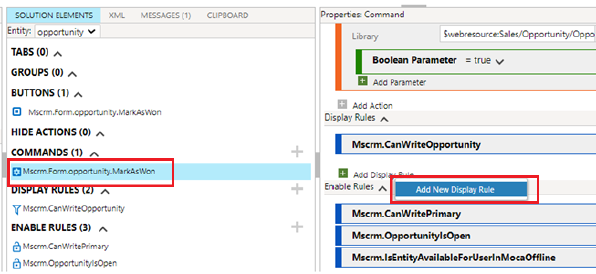 SOLUTION ELEMENTS XML MESSAGES (1) CLIPBOARD
Entity: opportunity
TABS (0)
GROUPS (0)
BUTTONS (1)
Mscrm.Form.opportunity.MarkAsWon
HIDE ACTIONS (0)
COMMANDS (1)
Mscrm.Form.opportunity.MarkAsWon
DISPLAY RULES (2)
Mscrm.CanWriteOpportunity
ENABLE RULES (3)
Mscrm.CanWritePrimary
Mscrm.OpportunityIsOpen
Properties: Command
Library $webresource:Sales/Opportunity/Oppo
Boolean Parameter = true
Add Parameter
Add Action
Display Rules
Mscrm.CanWriteOpportunity
Add Display Rule
Enable Rules Add New Display Rule
Mscrm.CanWritePrimary
Mscrm.OpportunityIsOpen
Mscrm.IsEntityAvailableForUserInMocaOffline